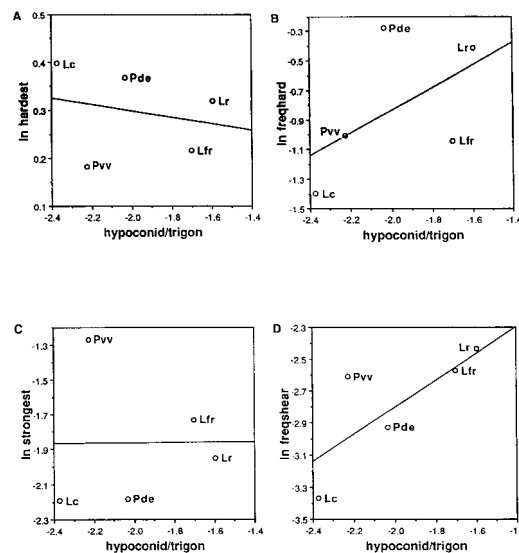 A
B
0.5
0.4
0.3
0.2
0.1
ln hardest
Lc
Pde
Lr
Pvv
Lfr
-2.4 -2.2 -2.0 -1.8 -1.6 -1.4
hypoconid/trigon
-0.3
-0.5
-0.7
-0.9
-1.1
-1.3
-1.5
ln freqhard
Pde
Lr
Pvv
Lfr
Lc
-2.4 -2.2 -2.0 -1.8 -1.6 -1.4
hypoconid/trigon
C
D
-1.3
-1.5
-1.7
-1.9
-2.1
-2.3
ln strongest
Pvv
Lfr
Lr
Lc
Pde
-2.4 -2.2 -2.0 -1.8 -1.6 -1.4
hypoconid/trigon
-2.3
-2.5
-2.7
-2.9
-3.1
-3.3
-3.5
ln freqshear
Lr
Lfr
Pvv
Pde
Lc
-2.4 -2.2 -2.0 -1.8 -1.6 -1
hypoconid/trigon